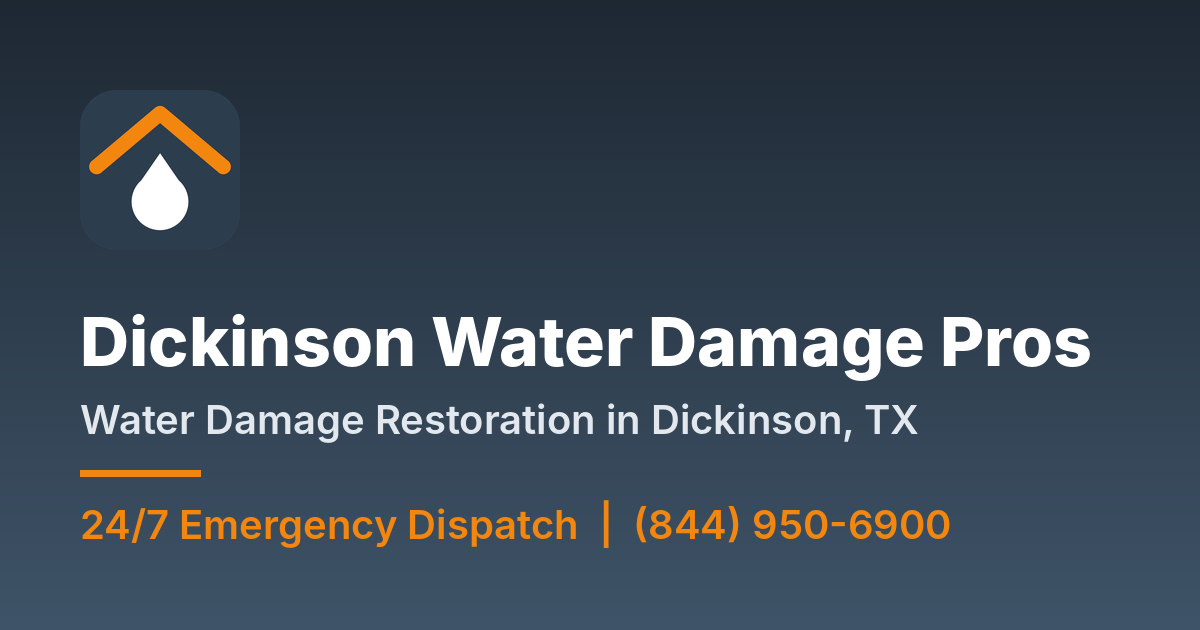 Dickinson Water Damage Pros
Water Damage Restoration in Dickinson, TX
24/7 Emergency Dispatch | (844) 950-6900